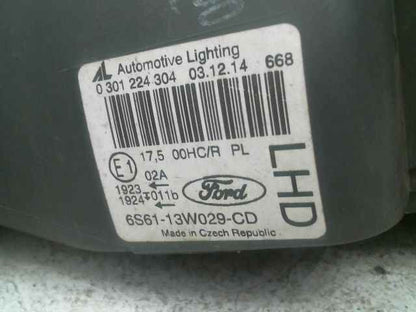 AL Automotive Lighting
0 301 224 304 03.12.14 668
E1 17,5 00HC/R PL
02A
1923
1924 011b
Ford
6S61-13W029-CD
Made in Czech Republic
LHD